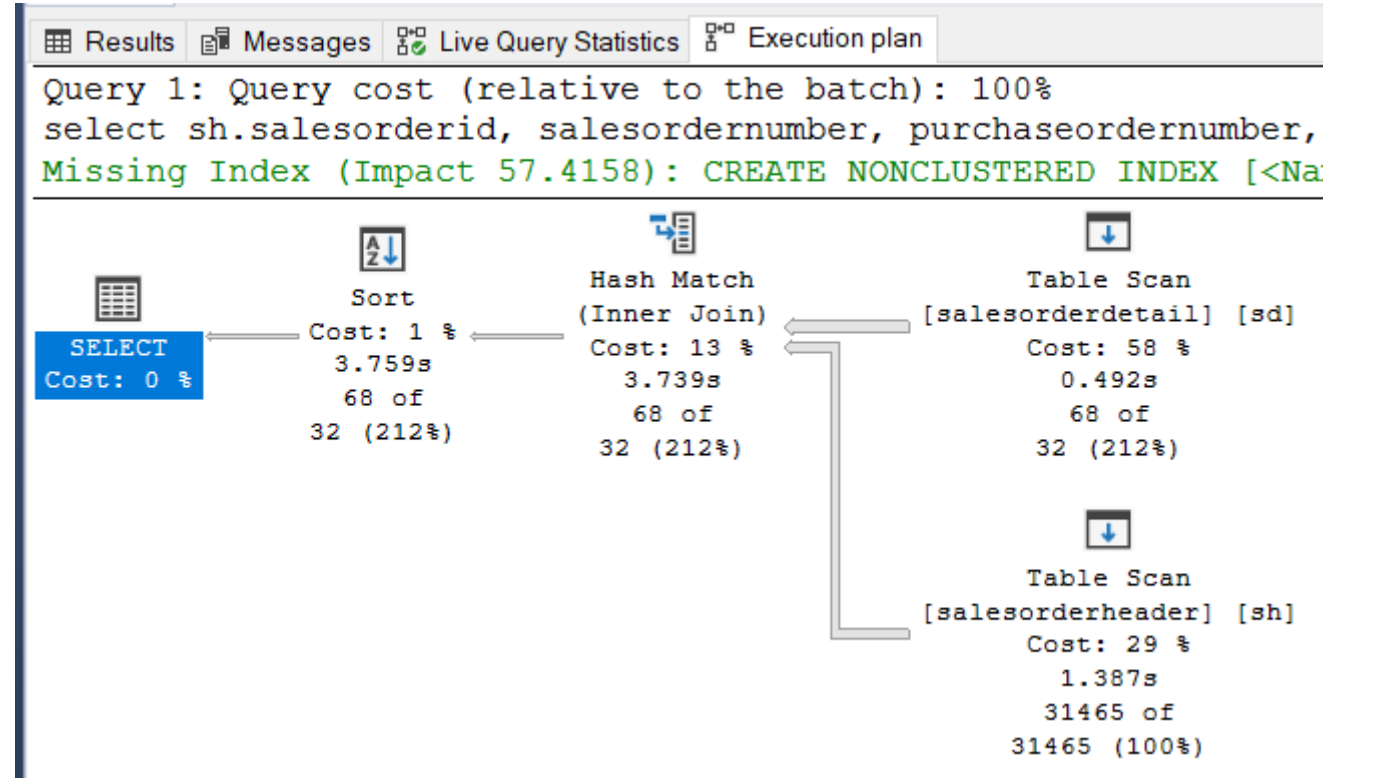 Results Messages Live Query Statistics Execution plan
Query 1: Query cost (relative to the batch): 100%
select sh.salesorderid, salesordernumber, purchaseordernumber,
Missing Index (Impact 57.4158): CREATE NONCLUSTERED INDEX [<Na
SELECT
Cost: 0 %
Sort
Cost: 1 %
3.759s
68 of
32 (212%)
Hash Match
(Inner Join)
Cost: 13 %
3.739s
68 of
32 (212%)
Table Scan
[salesorderdetail] [sd]
Cost: 58 %
0.492s
68 of
32 (212%)
Table Scan
[salesorderheader] [sh]
Cost: 29 %
1.387s
31465 of
31465 (100%)